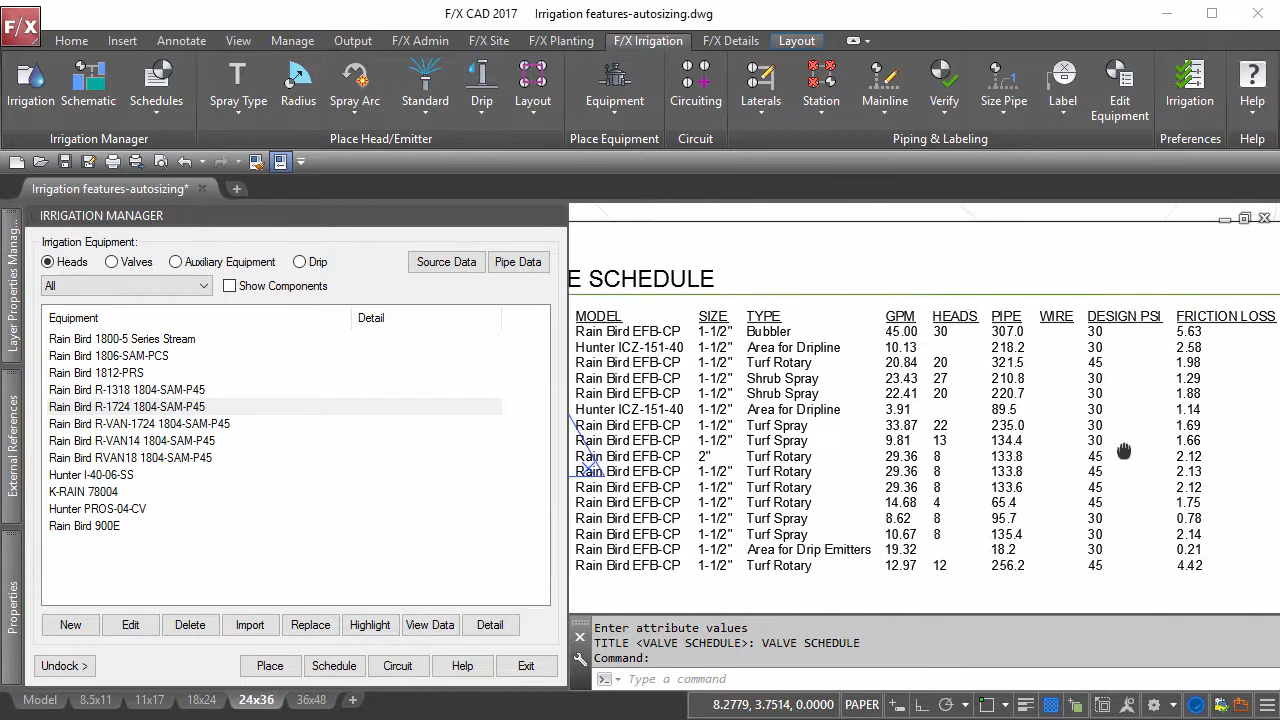 F/X CAD 2017 Irrigation features-autosizing.dwg
F/X
Home Insert Annotate View Manage Output F/X Admin F/X Site F/X Planting F/X Irrigation F/X Details Layout
Irrigation Schematic Schedules Spray Type Radius Spray Arc Standard Drip Layout Equipment Circuiting Laterals Station Mainline Verify Size Pipe Label Edit Equipment Irrigation Help
Irrigation Manager Place Head/Emitter Place Equipment Circuit Piping & Labeling Preferences Help
Irrigation features-autosizing*
Layer Properties Manag...
External References
Properties
IRRIGATION MANAGER
Irrigation Equipment:
Heads Valves Auxiliary Equipment Drip Source Data Pipe Data
All Show Components
Equipment Detail
Rain Bird 1800-5 Series Stream
Rain Bird 1806-SAM-PCS
Rain Bird 1812-PRS
Rain Bird R-1318 1804-SAM-P45
Rain Bird R-1724 1804-SAM-P45
Rain Bird R-VAN-1724 1804-SAM-P45
Rain Bird R-VAN14 1804-SAM-P45
Rain Bird RVAN18 1804-SAM-P45
Hunter I-40-06-SS
K-RAIN 78004
Hunter PROS-04-CV
Rain Bird 900E
New Edit Delete Import Replace Highlight View Data Detail
Undock > Place Schedule Circuit Help Exit
E SCHEDULE
MODEL SIZE TYPE GPM HEADS PIPE WIRE DESIGN PSI FRICTION LOSS
Rain Bird EFB-CP 1-1/2" Bubbler 45.00 30 307.0 30 5.63
Hunter ICZ-151-40 1-1/2" Area for Dripline 10.13 218.2 30 2.58
Rain Bird EFB-CP 1-1/2" Turf Rotary 20.84 20 321.5 45 1.98
Rain Bird EFB-CP 1-1/2" Shrub Spray 23.43 27 210.8 30 1.29
Rain Bird EFB-CP 1-1/2" Shrub Spray 22.41 20 220.7 30 1.88
Hunter ICZ-151-40 1-1/2" Area for Dripline 3.91 89.5 30 1.14
Rain Bird EFB-CP 1-1/2" Turf Spray 33.87 22 235.0 30 1.69
Rain Bird EFB-CP 1-1/2" Turf Spray 9.81 13 134.4 30 1.66
Rain Bird EFB-CP 2" Turf Rotary 29.36 8 133.8 45 2.12
Rain Bird EFB-CP 1-1/2" Turf Rotary 29.36 8 133.8 45 2.13
Rain Bird EFB-CP 1-1/2" Turf Rotary 29.36 8 133.6 45 2.12
Rain Bird EFB-CP 1-1/2" Turf Rotary 14.68 4 65.4 45 1.75
Rain Bird EFB-CP 1-1/2" Turf Spray 8.62 8 95.7 30 0.78
Rain Bird EFB-CP 1-1/2" Turf Spray 10.67 8 135.4 30 2.14
Rain Bird EFB-CP 1-1/2" Area for Drip Emitters 19.32 18.2 30 0.21
Rain Bird EFB-CP 1-1/2" Turf Rotary 12.97 12 256.2 45 4.42
Enter attribute values
TITLE <VALVE SCHEDULE>: VALVE SCHEDULE
Command:
Type a command
Model 8.5x11 11x17 18x24 24x36 36x48
8.2779, 3.7514, 0.0000 PAPER